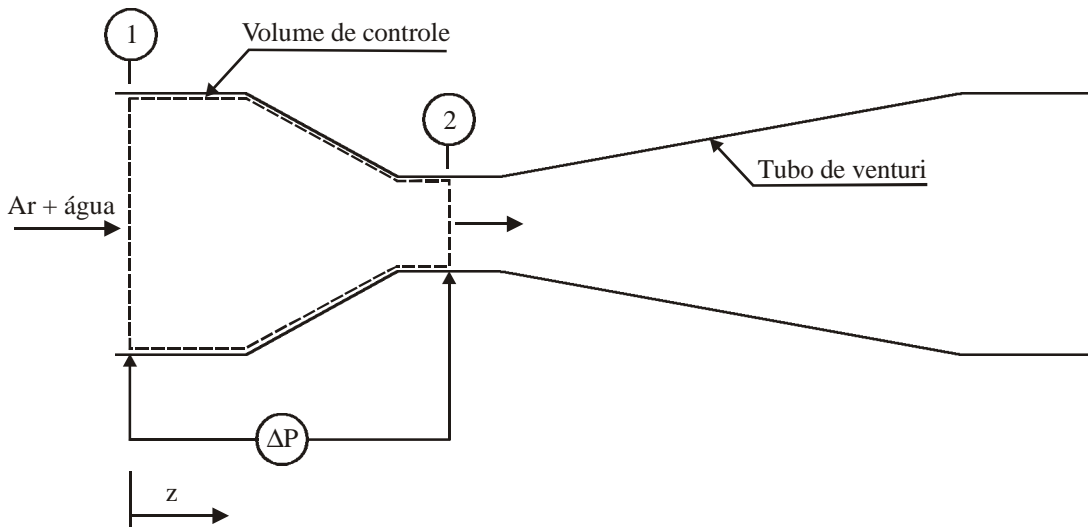 1
Volume de controle
2
Tubo de venturi
Ar + água
ΔP
z